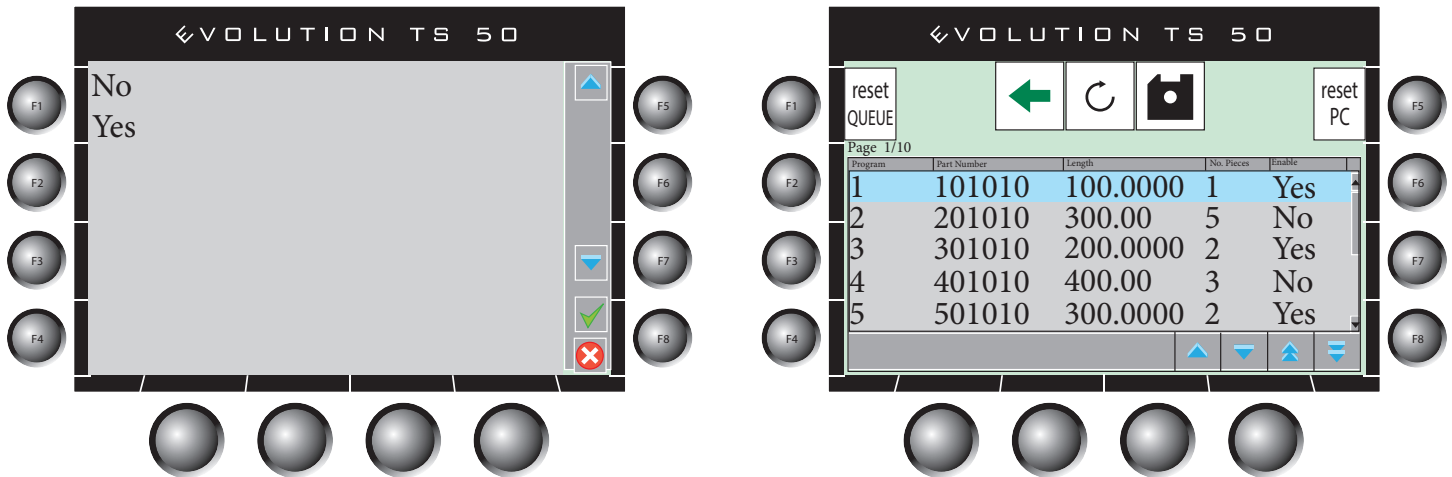 EVOLUTION TS 50
No
Yes
F1
F2
F3
F4
F5
F6
F7
F8
EVOLUTION TS 50
reset QUEUE
reset PC
Page 1/10
Program Part Number Length No. Pieces Enable
1 101010 100.0000 1 Yes
2 201010 300.00 5 No
3 301010 200.0000 2 Yes
4 401010 400.00 3 No
5 501010 300.0000 2 Yes
F1
F2
F3
F4
F5
F6
F7
F8